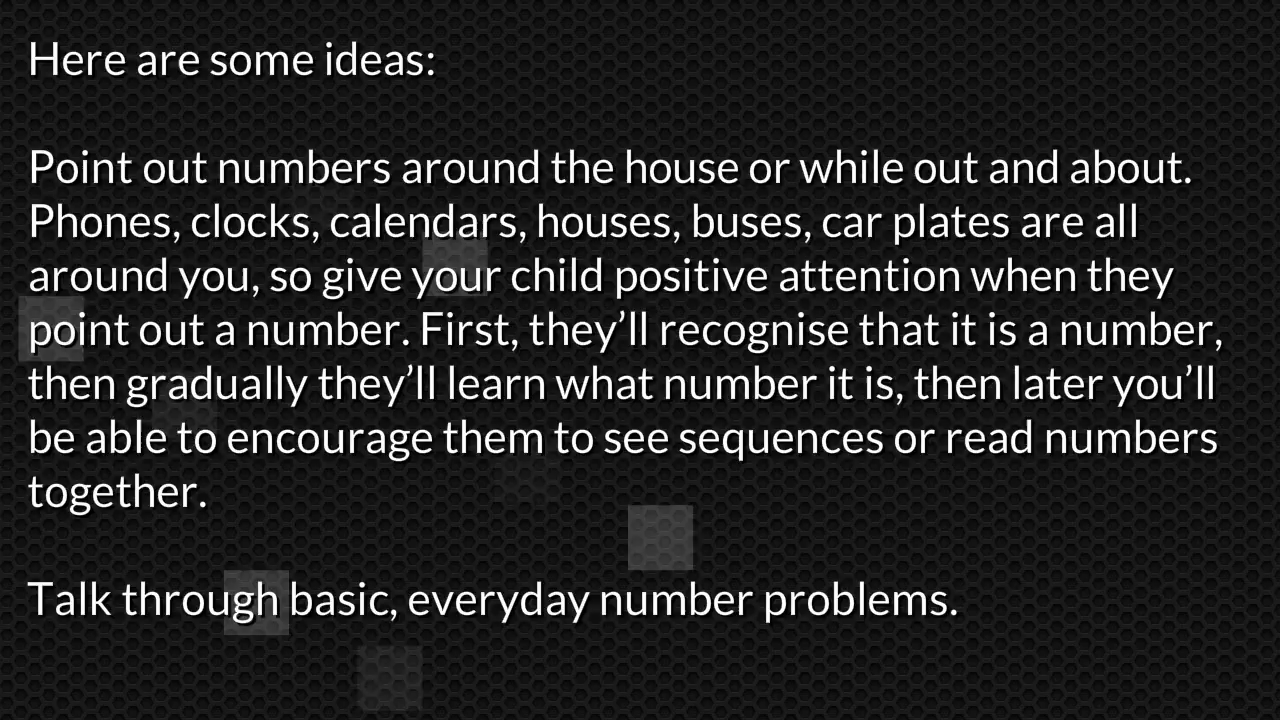 Here are some ideas:
Point out numbers around the house or while out and about.
Phones, clocks, calendars, houses, buses, car plates are all
around you, so give your child positive attention when they
point out a number. First, they’ll recognise that it is a number,
then gradually they’ll learn what number it is, then later you’ll
be able to encourage them to see sequences or read numbers
together.
Talk through basic, everyday number problems.